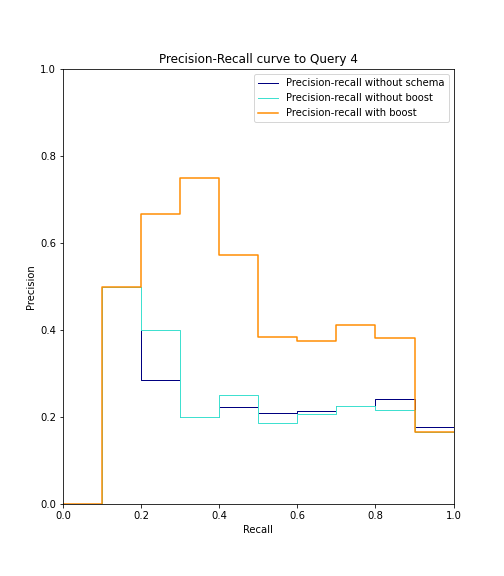 Precision-Recall curve to Query 4
Precision-recall without schema
Precision-recall without boost
Precision-recall with boost
1.0
0.8
0.6
0.4
0.2
0.0
Precision
0.0 0.2 0.4 0.6 0.8 1.0
Recall